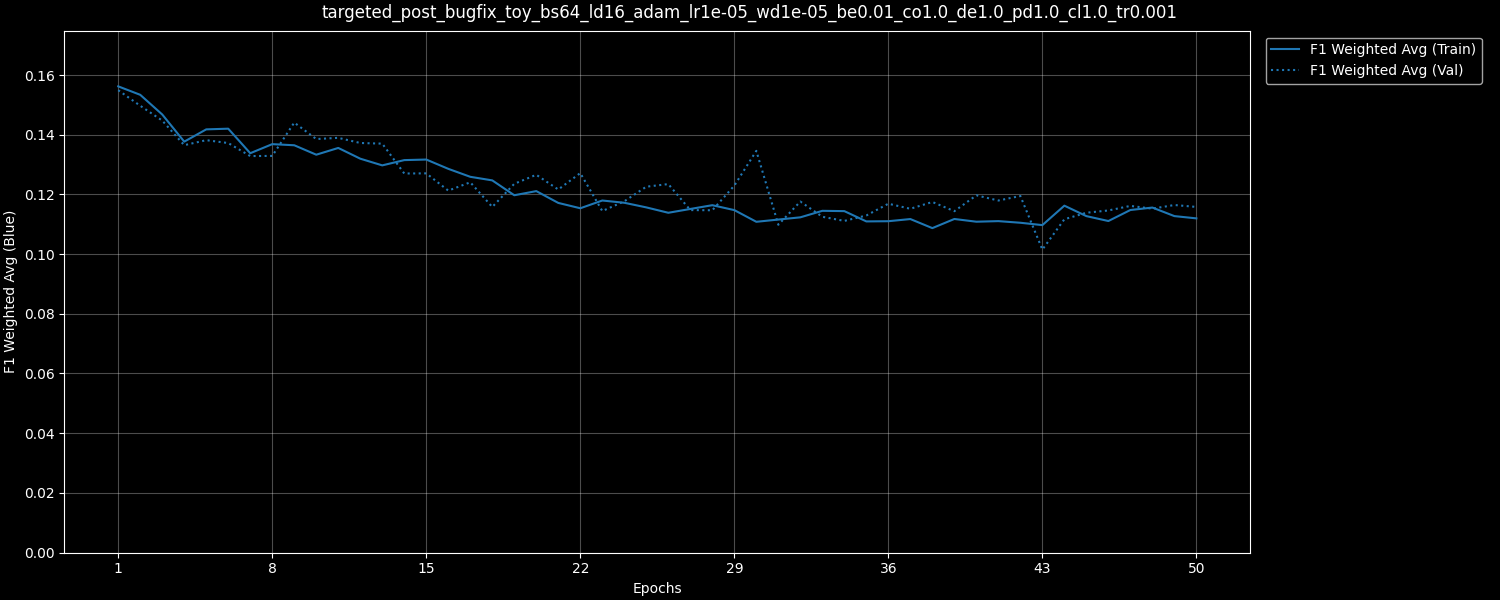 targeted_post_bugfix_toy_bs64_ld16_adam_lr1e-05_wd1e-05_be0.01_co1.0_de1.0_pd1.0_cl1.0_tr0.001
F1 Weighted Avg (Train)
F1 Weighted Avg (Val)
F1 Weighted Avg (Blue)
0.16
0.14
0.12
0.10
0.08
0.06
0.04
0.02
0.00
1 8 15 22 29 36 43 50
Epochs